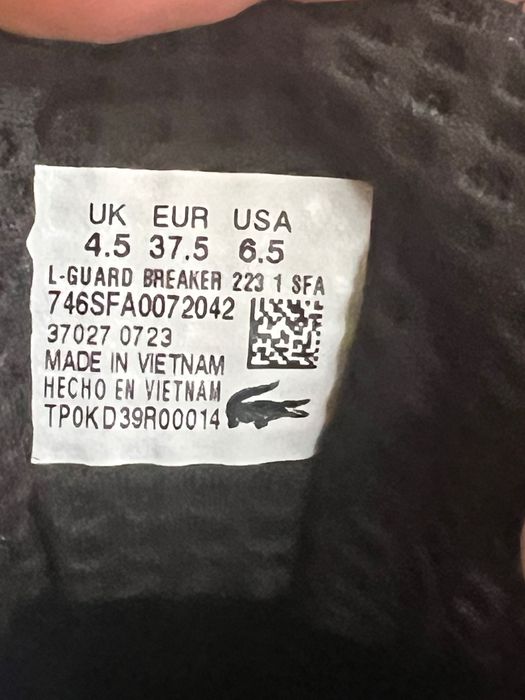 UK EUR USA
4.5 37.5 6.5
L-GUARD BREAKER 223 1 SFA
746SFA0072042
37027 0723
MADE IN VIETNAM
HECHO EN VIETNAM
TP0KD39R00014